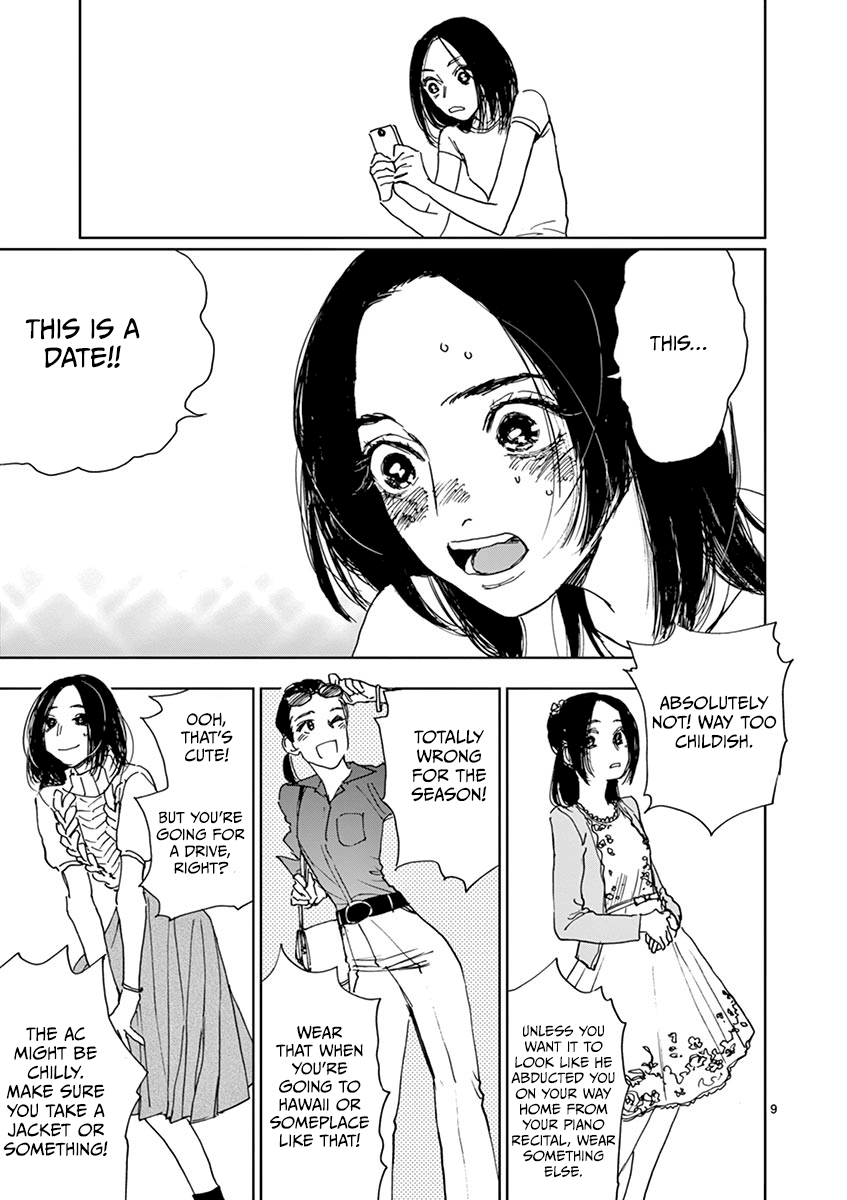 THIS...
THIS IS A
DATE!!
ABSOLUTELY
NOT! WAY TOO
CHILDISH.
UNLESS YOU
WANT IT TO
LOOK LIKE HE
ABDUCTED YOU
ON YOUR WAY
HOME FROM
YOUR PIANO
RECITAL, WEAR
SOMETHING
ELSE.
TOTALLY
WRONG
FOR THE
SEASON!
WEAR
THAT WHEN
YOU'RE
GOING TO
HAWAII OR
SOMEPLACE
LIKE THAT!
OOH,
THAT'S
CUTE!
BUT YOU'RE
GOING FOR
A DRIVE,
RIGHT?
THE AC
MIGHT BE
CHILLY.
MAKE SURE
YOU TAKE A
JACKET OR
SOMETHING!
9